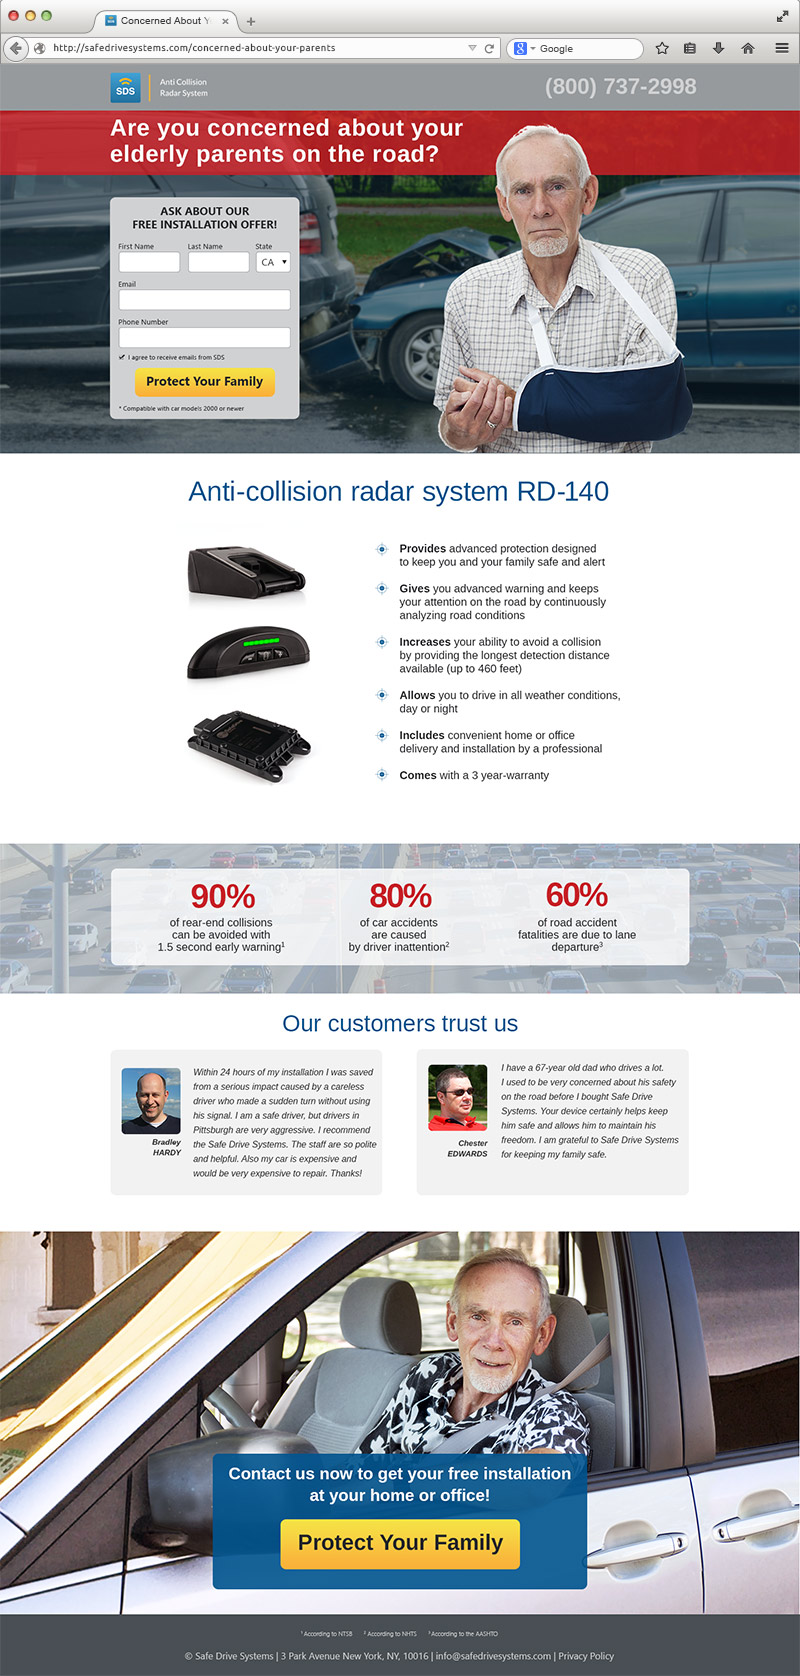 Concerned About Y
http://safedrivesystems.com/concerned-about-your-parents
Google
SDS
Anti Collision
Radar System
(800) 737-2998
Are you concerned about your
elderly parents on the road?
ASK ABOUT OUR
FREE INSTALLATION OFFER!
First Name Last Name State
CA
Email
Phone Number
I agree to receive emails from SDS
Protect Your Family
* Compatible with car models 2000 or newer
Anti-collision radar system RD-140
Provides advanced protection designed
to keep you and your family safe and alert
Gives you advanced warning and keeps
your attention on the road by continuously
analyzing road conditions
Increases your ability to avoid a collision
by providing the longest detection distance
available (up to 460 feet)
Allows you to drive in all weather conditions,
day or night
Includes convenient home or office
delivery and installation by a professional
Comes with a 3 year-warranty
90%
of rear-end collisions
can be avoided with
1.5 second early warning¹
80%
of car accidents
are caused
by driver inattention²
60%
of road accident
fatalities are due to lane
departure³
Our customers trust us
Within 24 hours of my installation I was saved
from a serious impact caused by a careless
driver who made a sudden turn without using
his signal. I am a safe driver, but drivers in
Pittsburgh are very aggressive. I recommend
the Safe Drive Systems. The staff are so polite
and helpful. Also my car is expensive and
would be very expensive to repair. Thanks!
Bradley
HARDY
I have a 67-year old dad who drives a lot.
I used to be very concerned about his safety
on the road before I bought Safe Drive
Systems. Your device certainly helps keep
him safe and allows him to maintain his
freedom. I am grateful to Safe Drive Systems
for keeping my family safe.
Chester
EDWARDS
Contact us now to get your free installation
at your home or office!
Protect Your Family
¹ According to NTSB ² According to NHTS ³ According to the AASHTO
© Safe Drive Systems | 3 Park Avenue New York, NY, 10016 | info@safedrivesystems.com | Privacy Policy